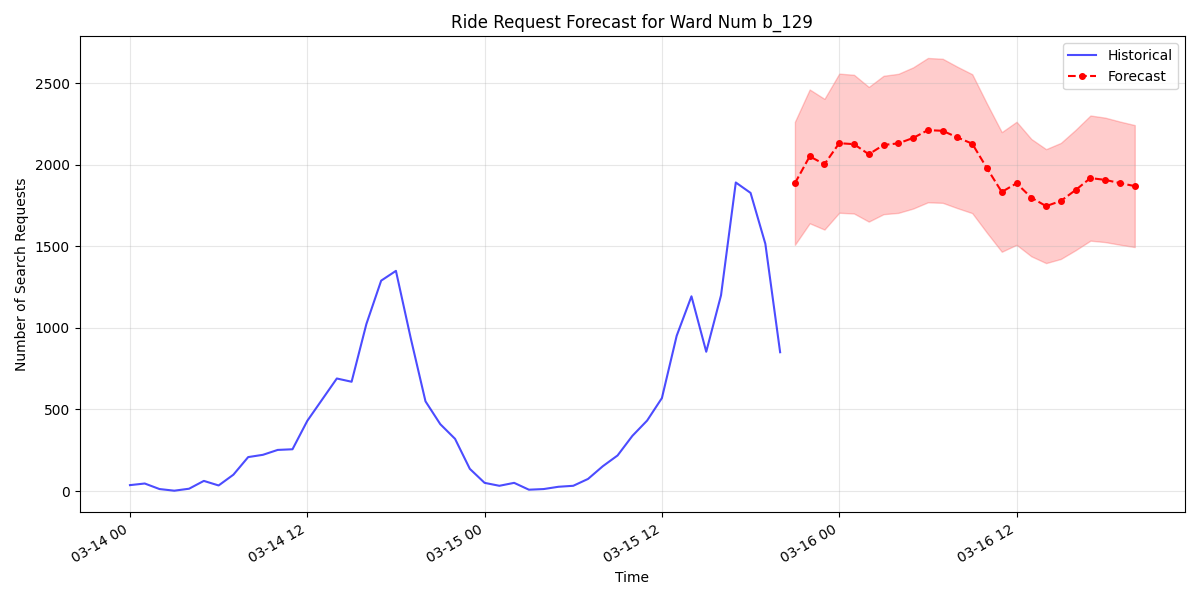 Ride Request Forecast for Ward Num b_129
Historical
Forecast
Number of Search Requests
2500
2000
1500
1000
500
0
03-14 00
03-14 12
03-15 00
03-15 12
03-16 00
03-16 12
Time